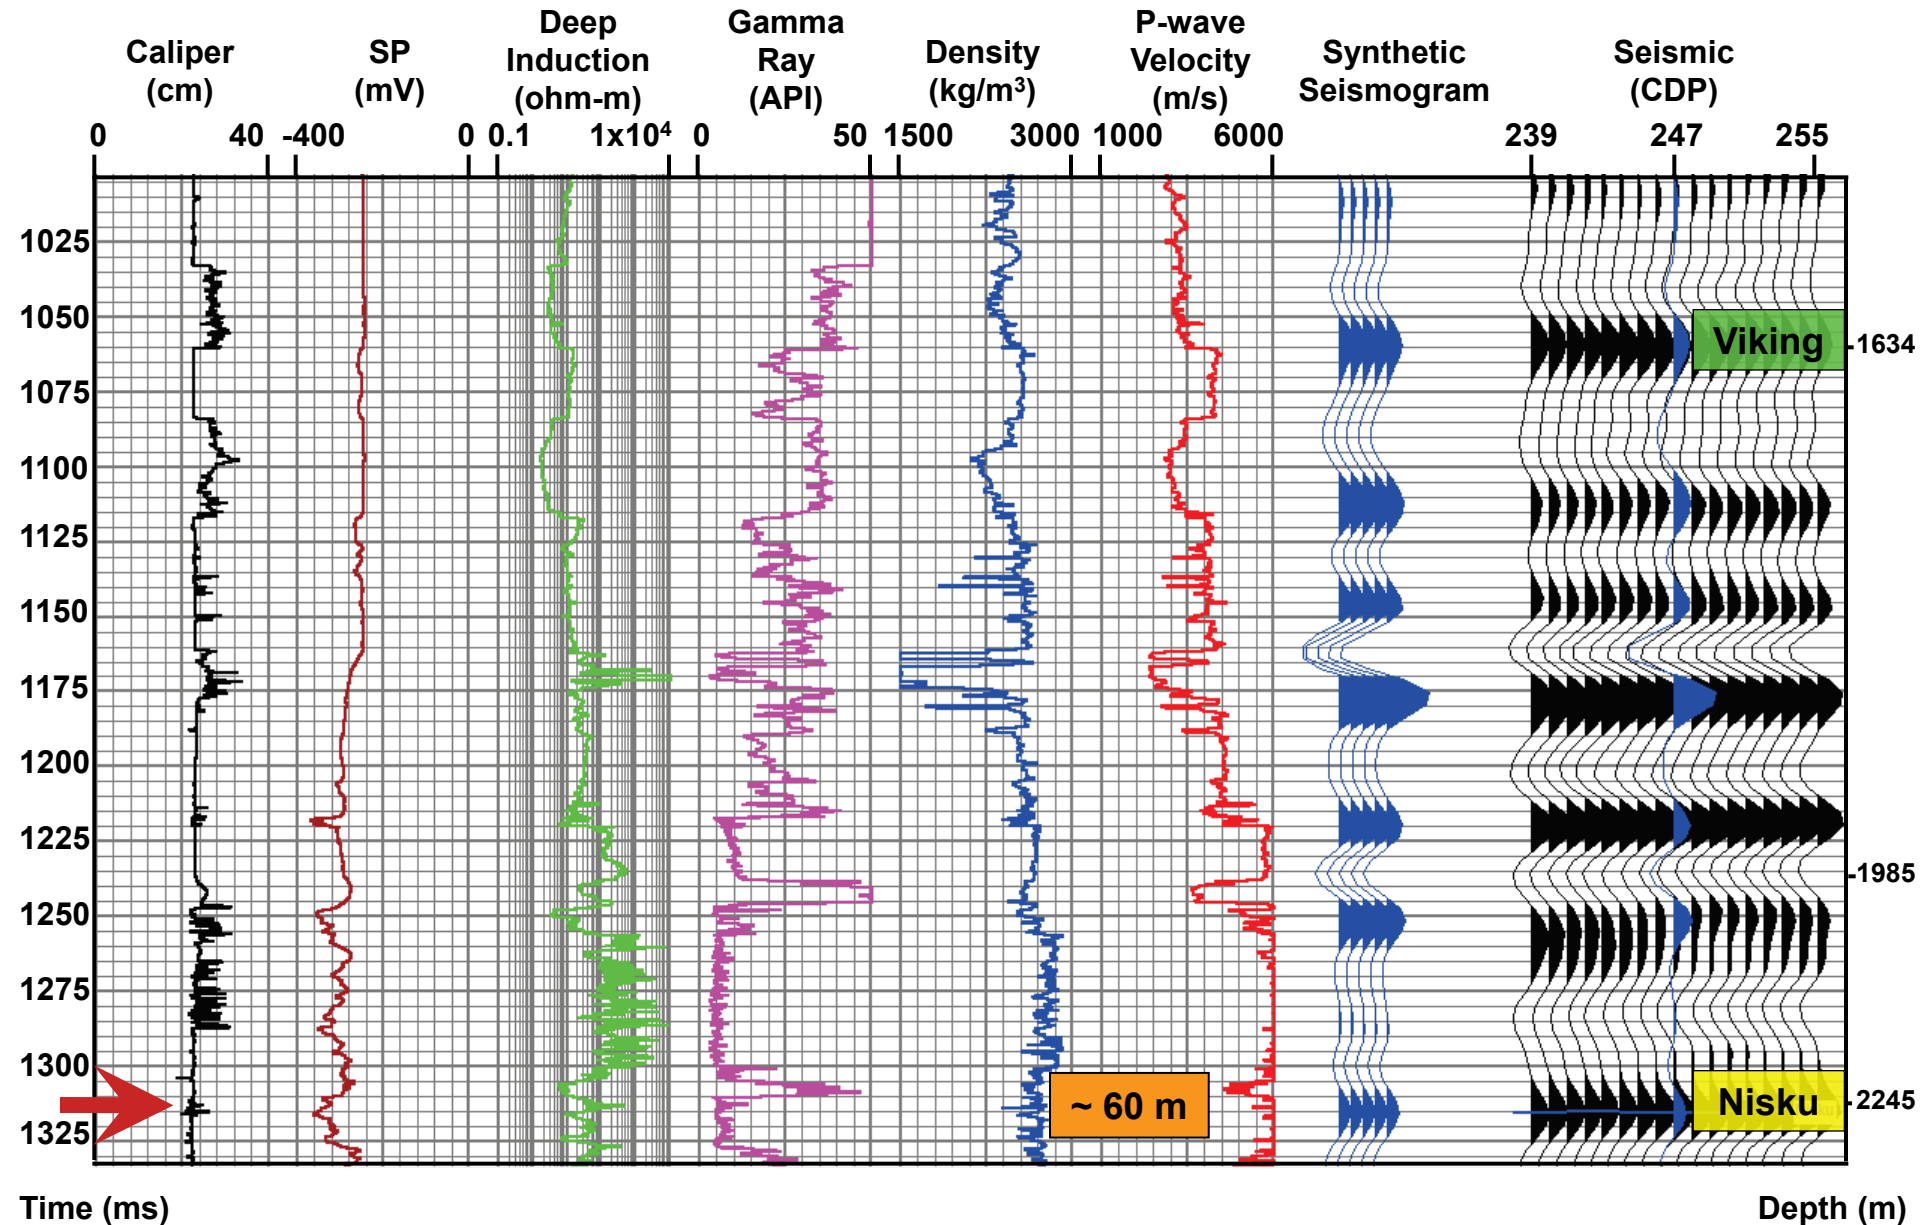 Caliper
(cm)
SP
(mV)
Deep
Induction
(ohm-m)
Gamma
Ray
(API)
Density
(kg/m³)
P-wave
Velocity
(m/s)
Synthetic
Seismogram
Seismic
(CDP)
0 40 -400 0 0.1 1x10⁴ 0 50 1500 3000 1000 6000 239 247 255
1025
1050
Viking
1634
1075
1100
1125
1150
1175
1200
1225
1985
1250
1275
1300
~ 60 m
Nisku
2245
1325
Time (ms)
Depth (m)